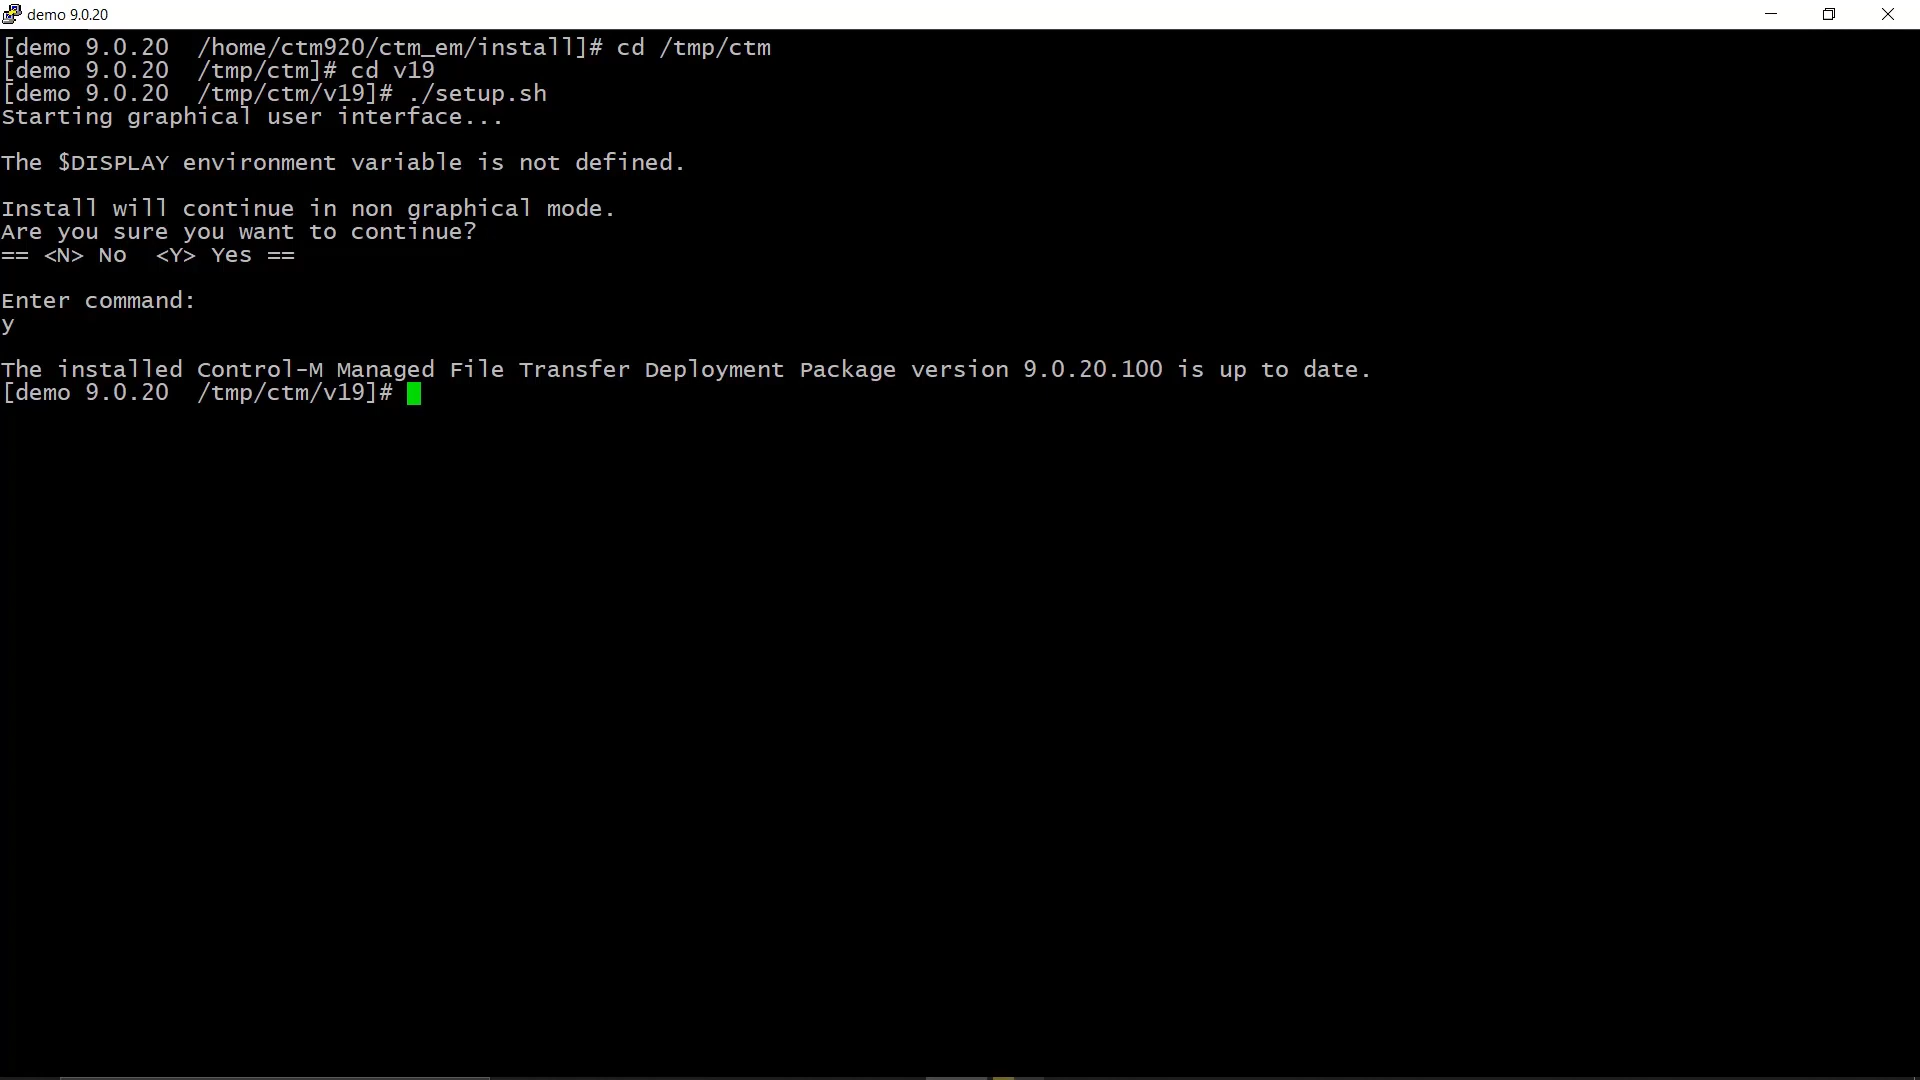 demo 9.0.20
[demo 9.0.20  /home/ctm920/ctm_em/install]# cd /tmp/ctm
[demo 9.0.20  /tmp/ctm]# cd v19
[demo 9.0.20  /tmp/ctm/v19]# ./setup.sh
Starting graphical user interface...
The $DISPLAY environment variable is not defined.
Install will continue in non graphical mode.
Are you sure you want to continue?
== <N> No  <Y> Yes ==
Enter command:
y
The installed Control-M Managed File Transfer Deployment Package version 9.0.20.100 is up to date.
[demo 9.0.20  /tmp/ctm/v19]#